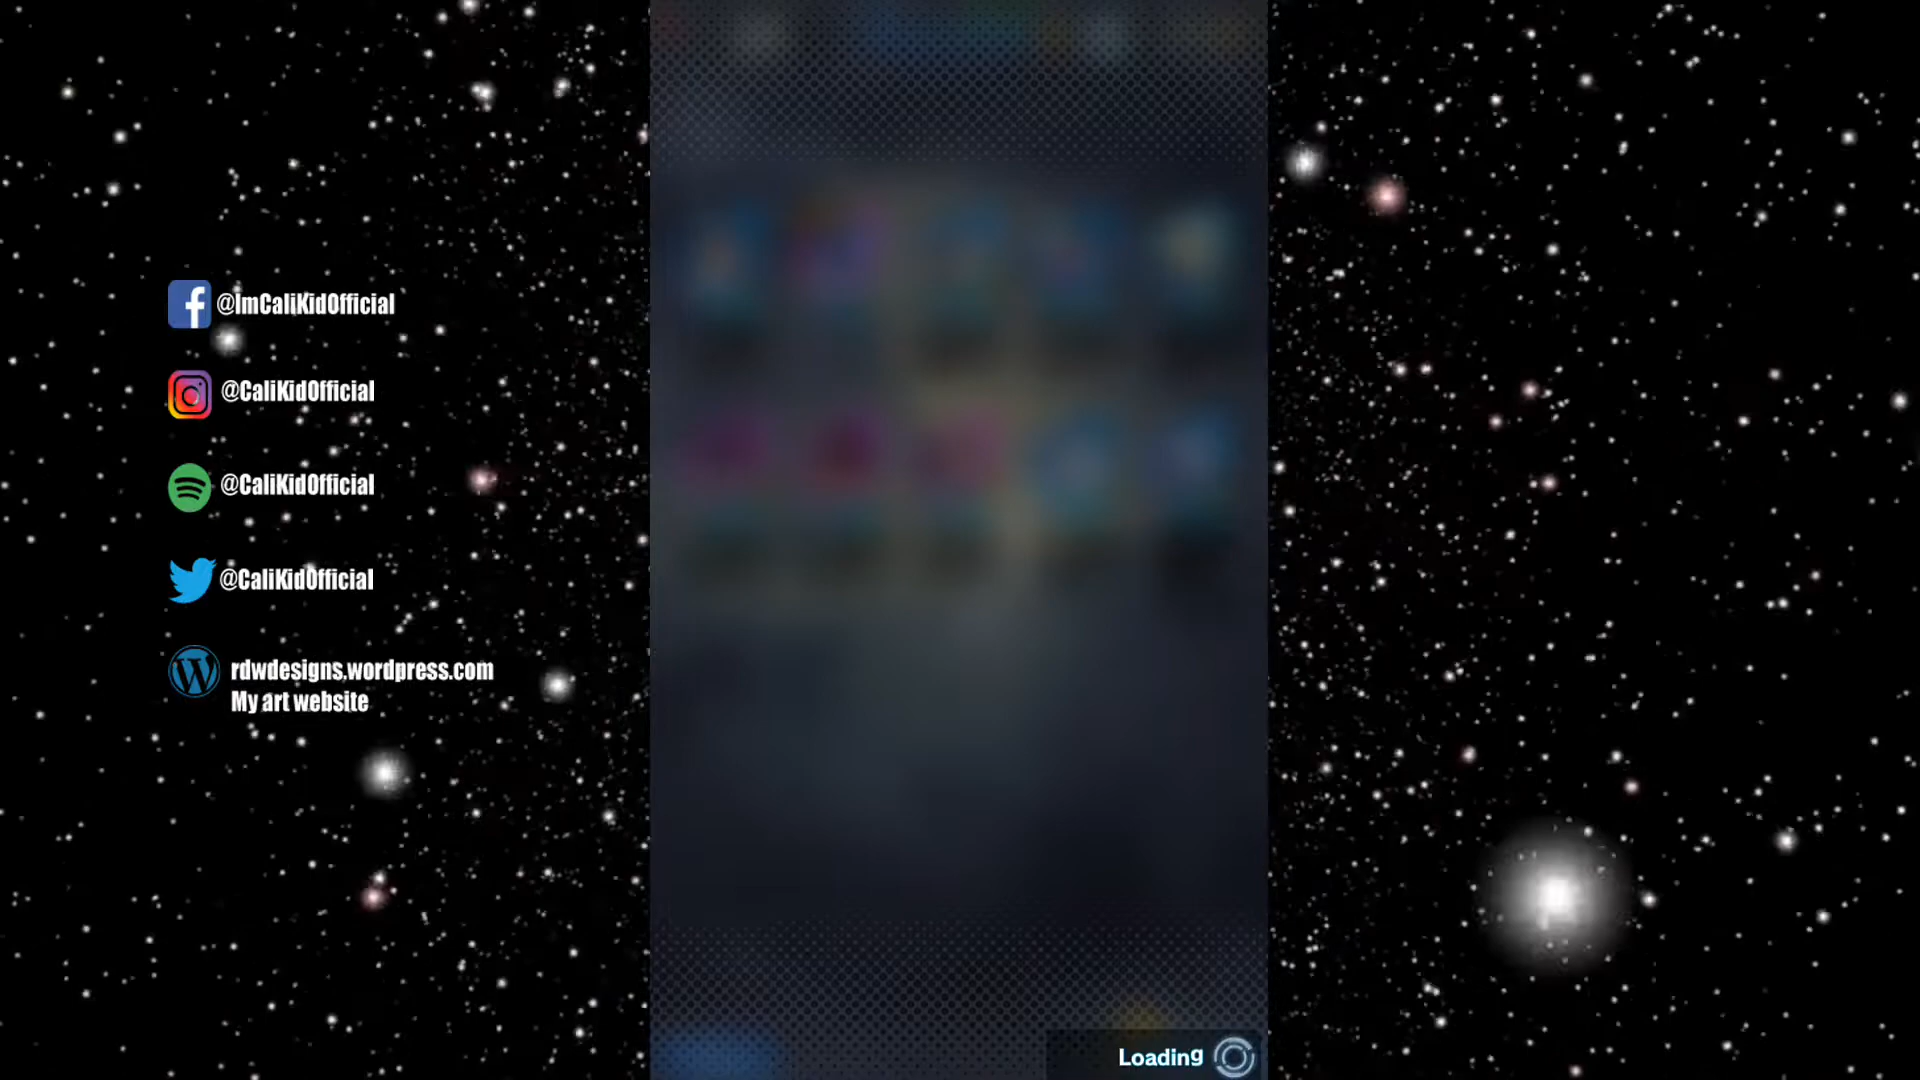 @ImCaliKidOfficial
@CaliKidOfficial
@CaliKidOfficial
@CaliKidOfficial
rdwdesigns.wordpress.com
My art website
Loading